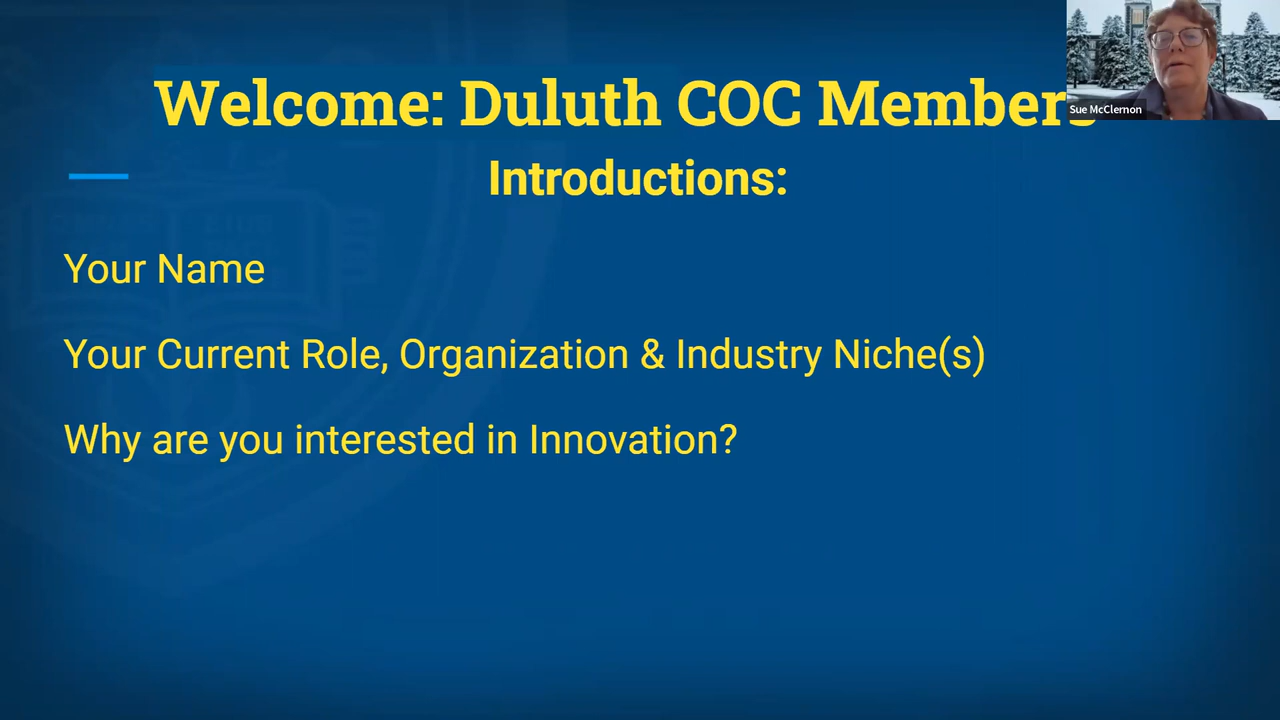 Welcome: Duluth COC Members
Sue McClernon
Introductions:
Your Name
Your Current Role, Organization & Industry Niche(s)
Why are you interested in Innovation?